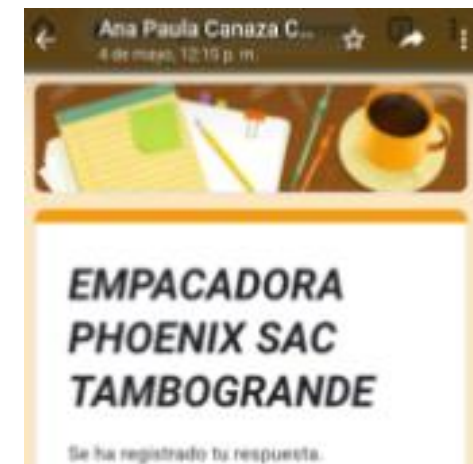 Ana Paula Canaza C...
4 de mayo, 12:15 p. m.
EMPACADORA
PHOENIX SAC
TAMBOGRANDE
Se ha registrado tu respuesta.